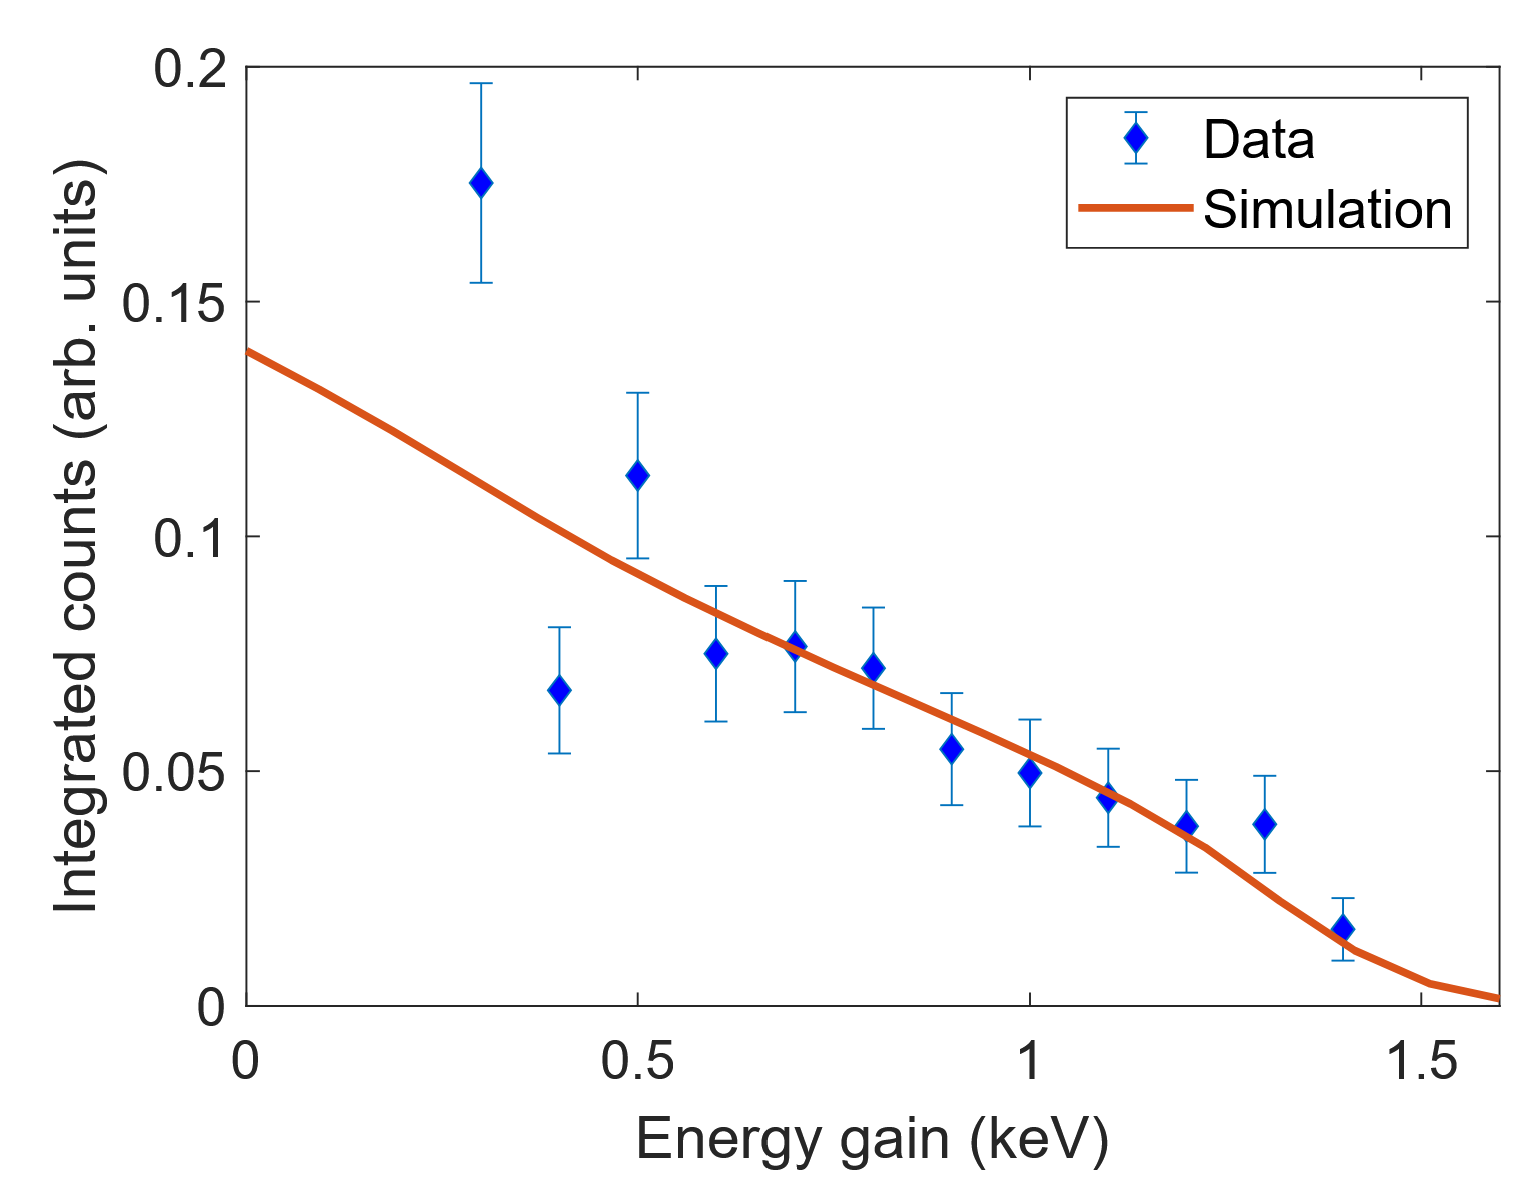 0.2
0.15
0.1
0.05
0
0 0.5 1 1.5
Energy gain (keV)
Integrated counts (arb. units)
Data
Simulation